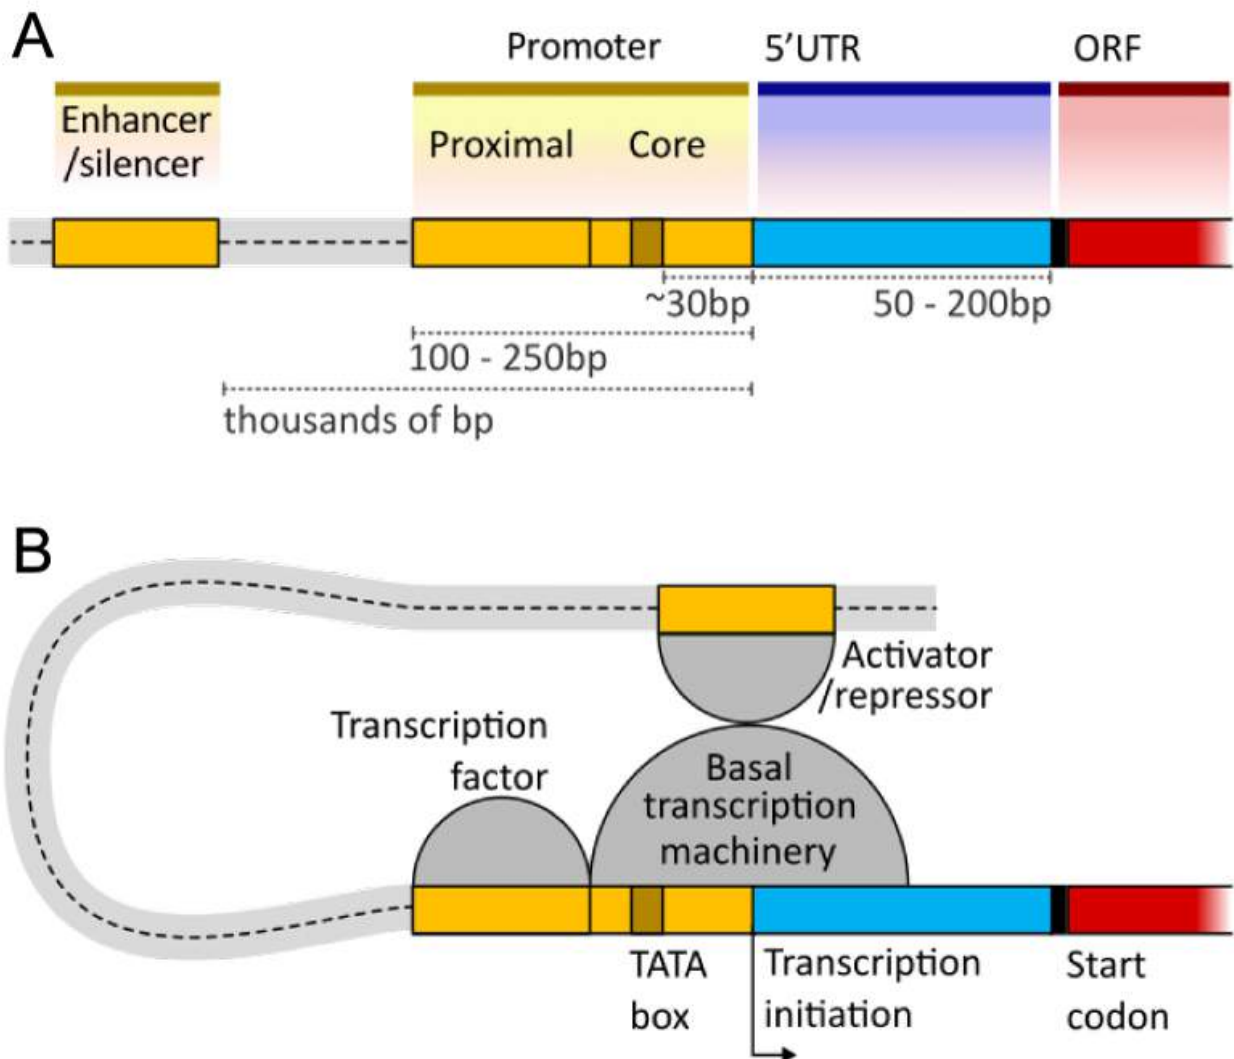 A
Promoter
5’UTR
ORF
Enhancer
/silencer
Proximal
Core
~30bp
50 - 200bp
100 - 250bp
thousands of bp
B
Activator
/repressor
Transcription
factor
Basal
transcription
machinery
TATA
box
Transcription
initiation
Start
codon